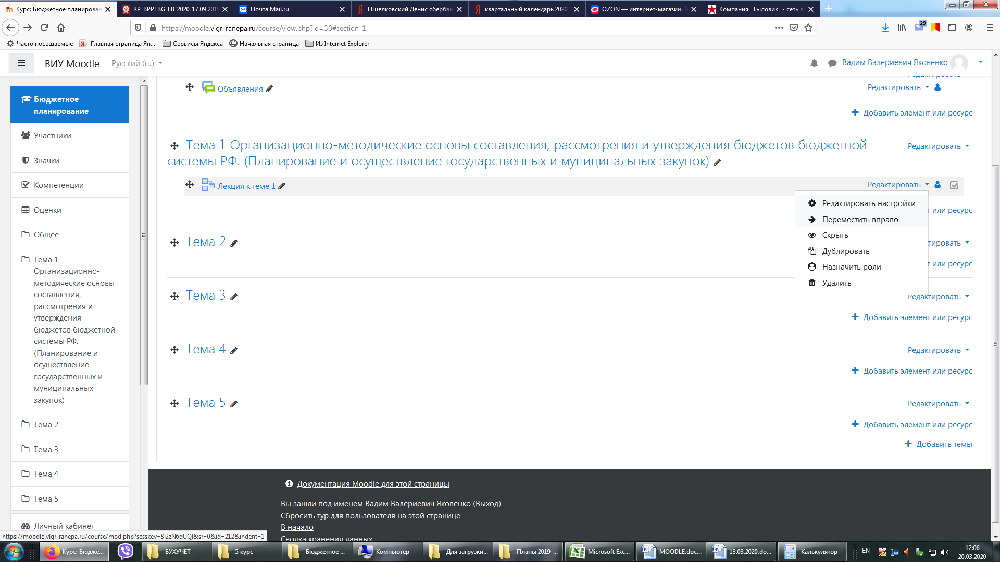 Курс: Бюджетное планирован
RP_BPPEBG_EB_2020_17.09.2019
Почта Mail.ru
Пщелковский Денис сбербан
квартальный календарь 2020
OZON — интернет-магазин.
Компания "Тыловик" - сеть во
https://moodle.vlgr-ranepa.ru/course/view.php?id=30#section-1
29
Часто посещаемые
Главная страница Ян...
Сервисы Яндекса
Начальная страница
Из Internet Explorer
ВИУ Moodle
Русский (ru)
Вадим Валериевич Яковенко
Бюджетное
планирование
Участники
Значки
Компетенции
Оценки
Общее
Тема 1
Организационно-
методические основы
составления,
рассмотрения и
утверждения
бюджетов бюджетной
системы РФ.
(Планирование и
осуществление
государственных и
муниципальных
закупок)
Тема 2
Тема 3
Тема 4
Тема 5
Личный кабинет
Редактировать
Объявления
Редактировать
Добавить элемент или ресурс
Тема 1 Организационно-методические основы составления, рассмотрения и утверждения бюджетов бюджетной
системы РФ. (Планирование и осуществление государственных и муниципальных закупок)
Редактировать
Лекция к теме 1
Редактировать
Редактировать настройки
Переместить вправо
Скрыть
Дублировать
Назначить роли
Удалить
т или ресурс
Тема 2
тировать
т или ресурс
Тема 3
Редактировать
Добавить элемент или ресурс
Тема 4
Редактировать
Добавить элемент или ресурс
Тема 5
Редактировать
Добавить элемент или ресурс
Добавить темы
Документация Moodle для этой страницы
Вы зашли под именем Вадим Валериевич Яковенко (Выход)
Сбросить тур для пользователя на этой странице
В начало
Сводка хранения данных
https://moodle.vlgr-ranepa.ru/course/mod.php?sesskey=8i2zN6qUQI&sr=0&id=212&indent=1
Курс: Бюдже...
БУХУЧЕТ
5 курс
Бюджетное ...
Компьютер
Для загрузки...
Планы 2019-...
Microsoft Exc...
MOODLE.doc...
13.03.2020.do...
Калькулятор
EN
12:06
20.03.2020